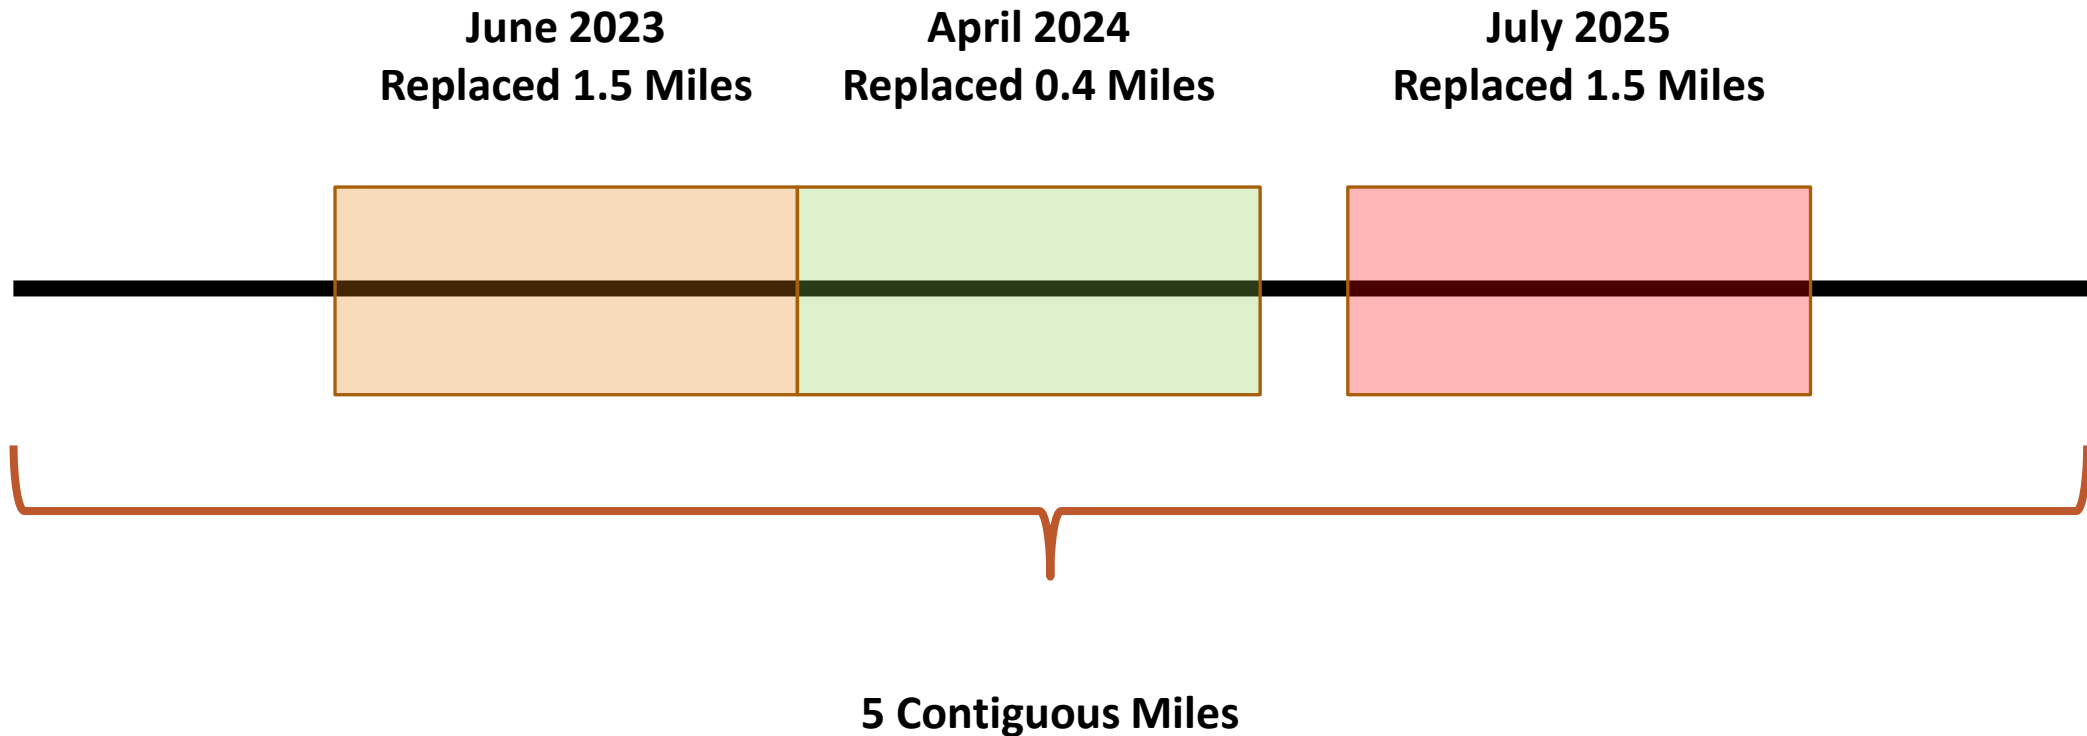 June 2023
Replaced 1.5 Miles
April 2024
Replaced 0.4 Miles
July 2025
Replaced 1.5 Miles
5 Contiguous Miles